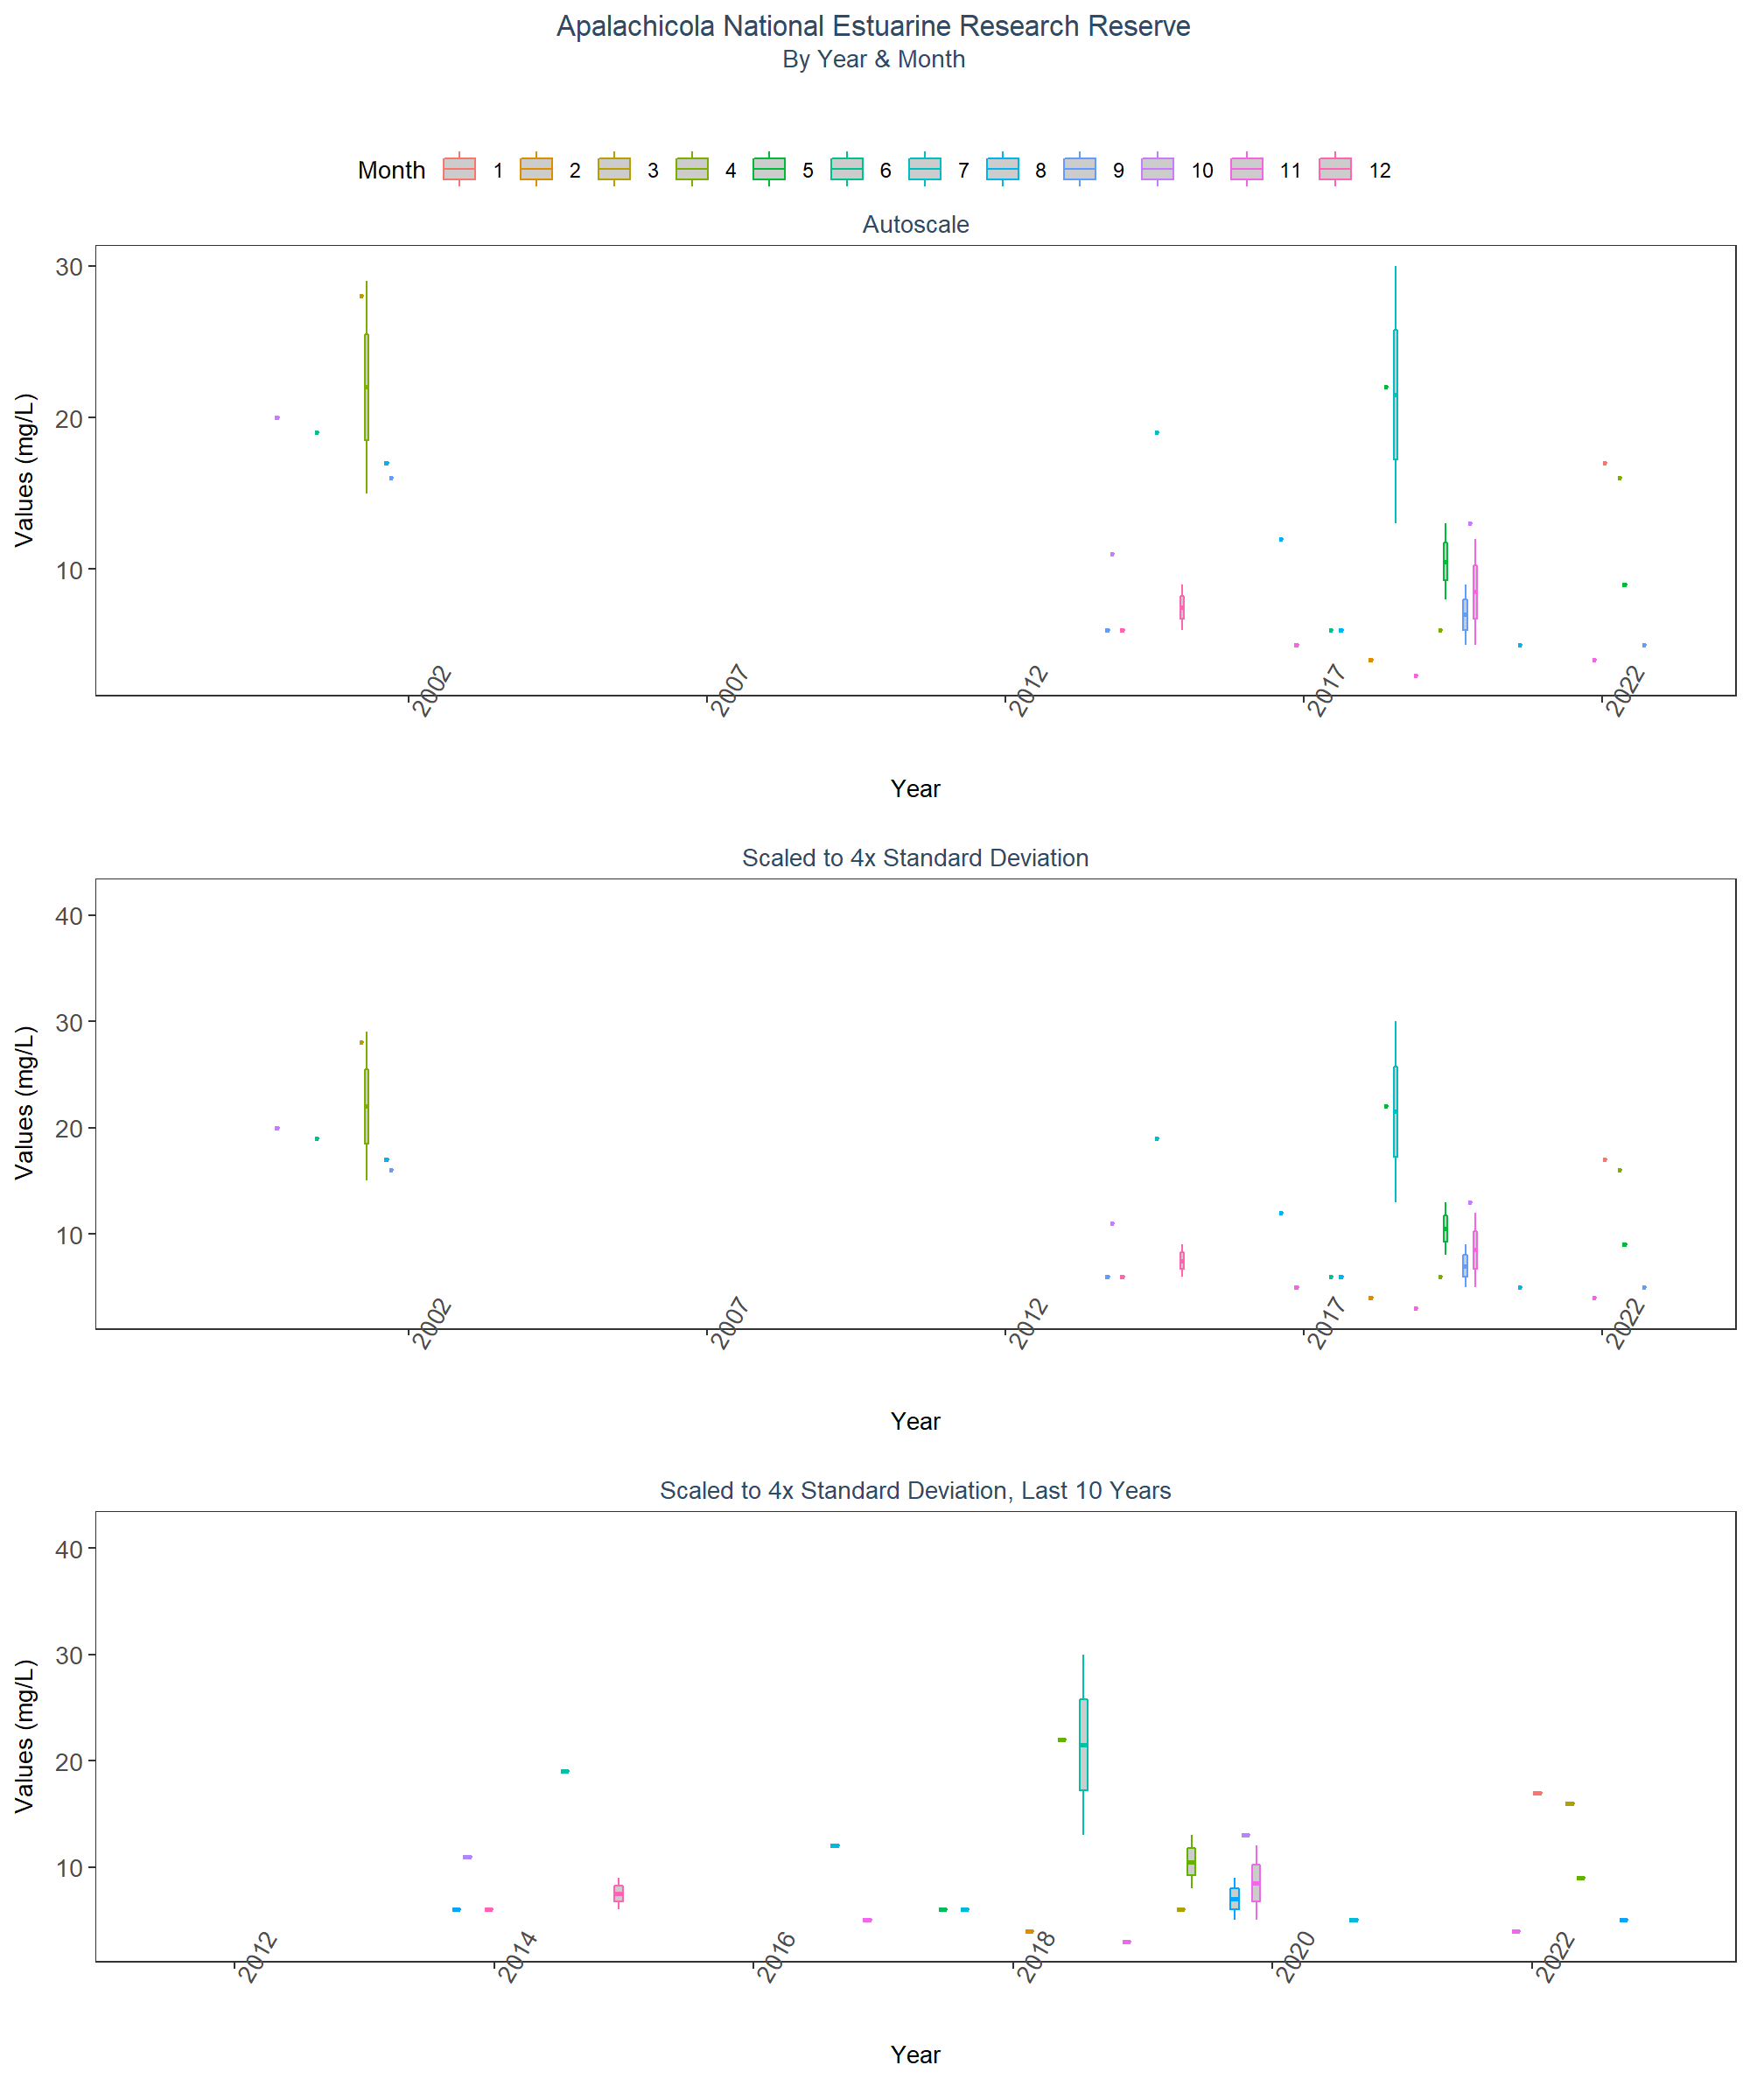 Apalachicola National Estuarine Research Reserve
By Year & Month
Month 1 2 3 4 5 6 7 8 9 10 11 12
Autoscale
Values (mg/L)
30
20
10
2002 2007 2012 2017 2022
Year
Scaled to 4x Standard Deviation
Values (mg/L)
40
30
20
10
2002 2007 2012 2017 2022
Year
Scaled to 4x Standard Deviation, Last 10 Years
Values (mg/L)
40
30
20
10
2012 2014 2016 2018 2020 2022
Year